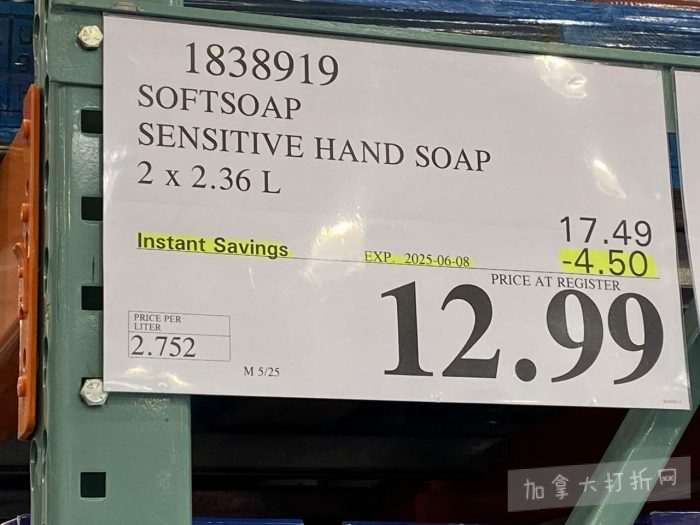 1838919
SOFTSOAP
SENSITIVE HAND SOAP
2 x 2.36 L
17.49
Instant Savings EXP. 2025-06-08 -4.50
PRICE AT REGISTER
12.99
PRICE PER
LITER
2.752
M 5/25
加拿大打折网